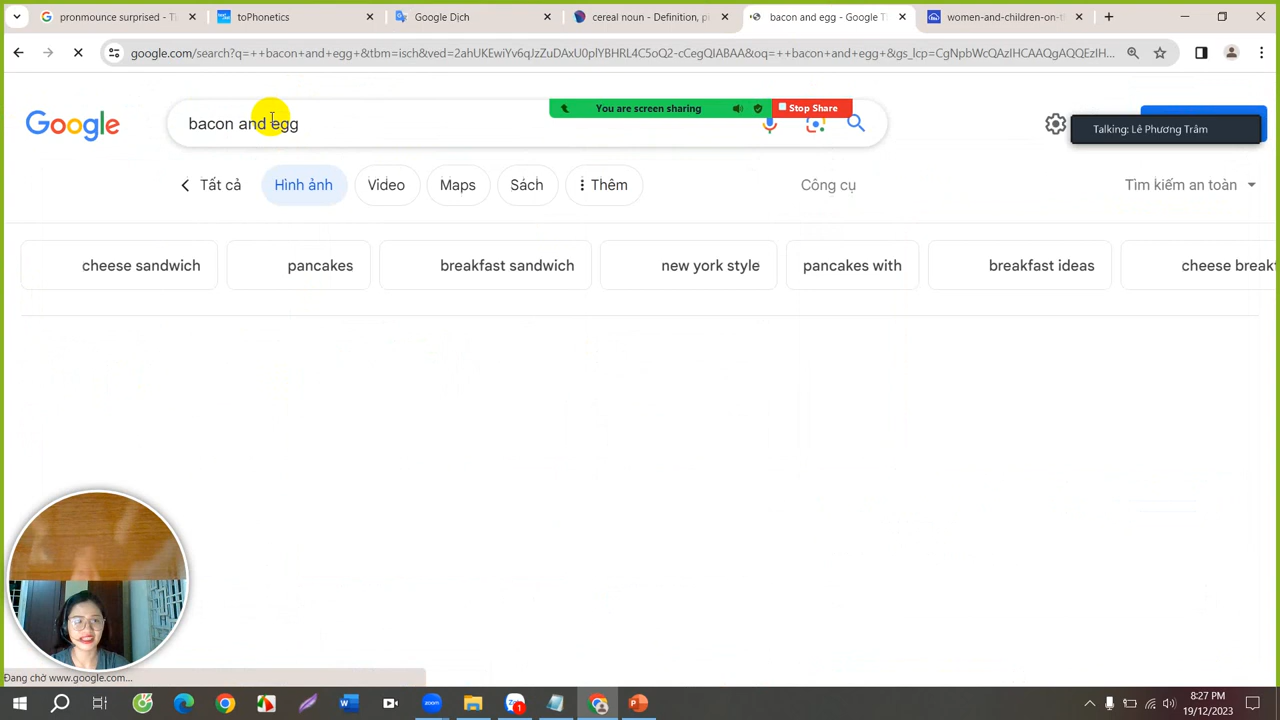 pronmounce surprised - Ti
toPhonetics
Google Dịch
cereal noun - Definition, p
bacon and egg - Google T
women-and-children-on-t
google.com/search?q=++bacon+and+egg+&tbm=isch&ved=2ahUKEwiYv6qJzZuDAxU0plYBHRL4C5oQ2-cCegQIABAA&oq=++bacon+and+egg+&gs_lcp=CgNpbWcQAzIHCAAQgAQQEzIH...
Google
bacon and egg
You are screen sharing
Stop Share
Talking: Lê Phương Trâm
Tất cả
Hình ảnh
Video
Maps
Sách
Thêm
Công cụ
Tìm kiếm an toàn
cheese sandwich
pancakes
breakfast sandwich
new york style
pancakes with
breakfast ideas
cheese breakf
Đang chờ www.google.com...
1
8:27 PM
19/12/2023